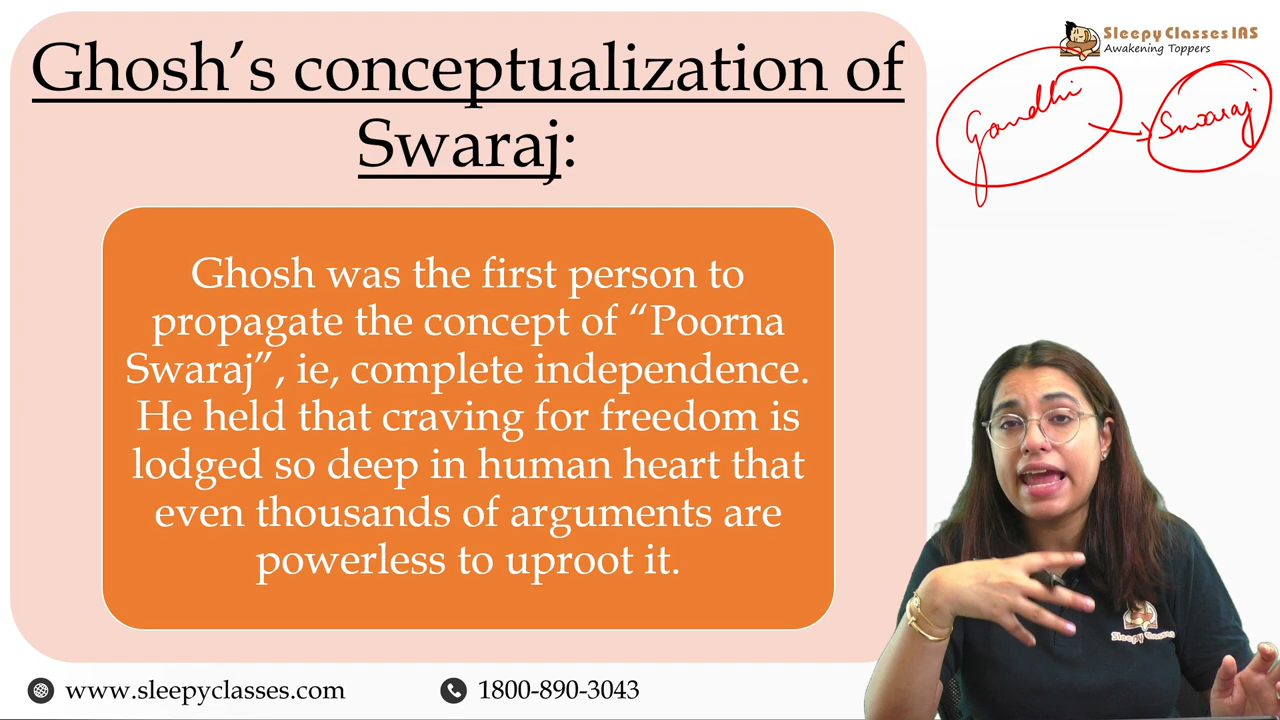 Ghosh’s conceptualization of
Swaraj:
Sleepy Classes IAS
Awakening Toppers
Gandhi
Swaraj
Ghosh was the first person to
propagate the concept of “Poorna
Swaraj”, ie, complete independence.
He held that craving for freedom is
lodged so deep in human heart that
even thousands of arguments are
powerless to uproot it.
Sleepy Classes
www.sleepyclasses.com
1800-890-3043